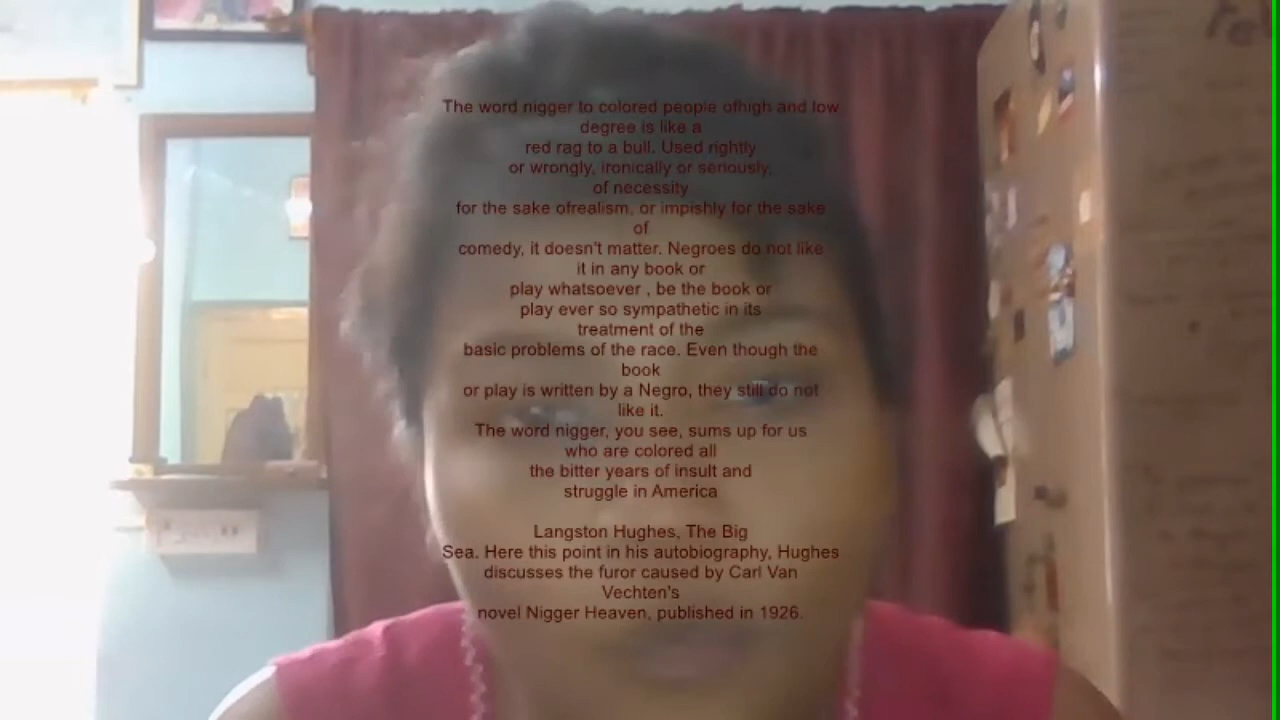 The word nigger to colored people ofhigh and low
degree is like a
red rag to a bull. Used rightly
or wrongly, ironically or seriously,
of necessity
for the sake ofrealism, or impishly for the sake
of
comedy, it doesn't matter. Negroes do not like
it in any book or
play whatsoever , be the book or
play ever so sympathetic in its
treatment of the
basic problems of the race. Even though the
book
or play is written by a Negro, they still do not
like it.
The word nigger, you see, sums up for us
who are colored all
the bitter years of insult and
struggle in America
Langston Hughes, The Big
Sea. Here this point in his autobiography, Hughes
discusses the furor caused by Carl Van
Vechten's
novel Nigger Heaven, published in 1926.